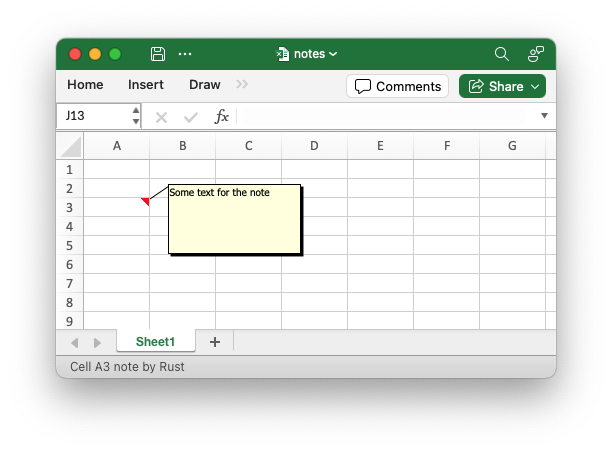 notes
Home Insert Draw Comments Share
J13 fx
A B C D E F G
1
2
Some text for the note
3
4
5
6
7
8
9
Sheet1 +
Cell A3 note by Rust